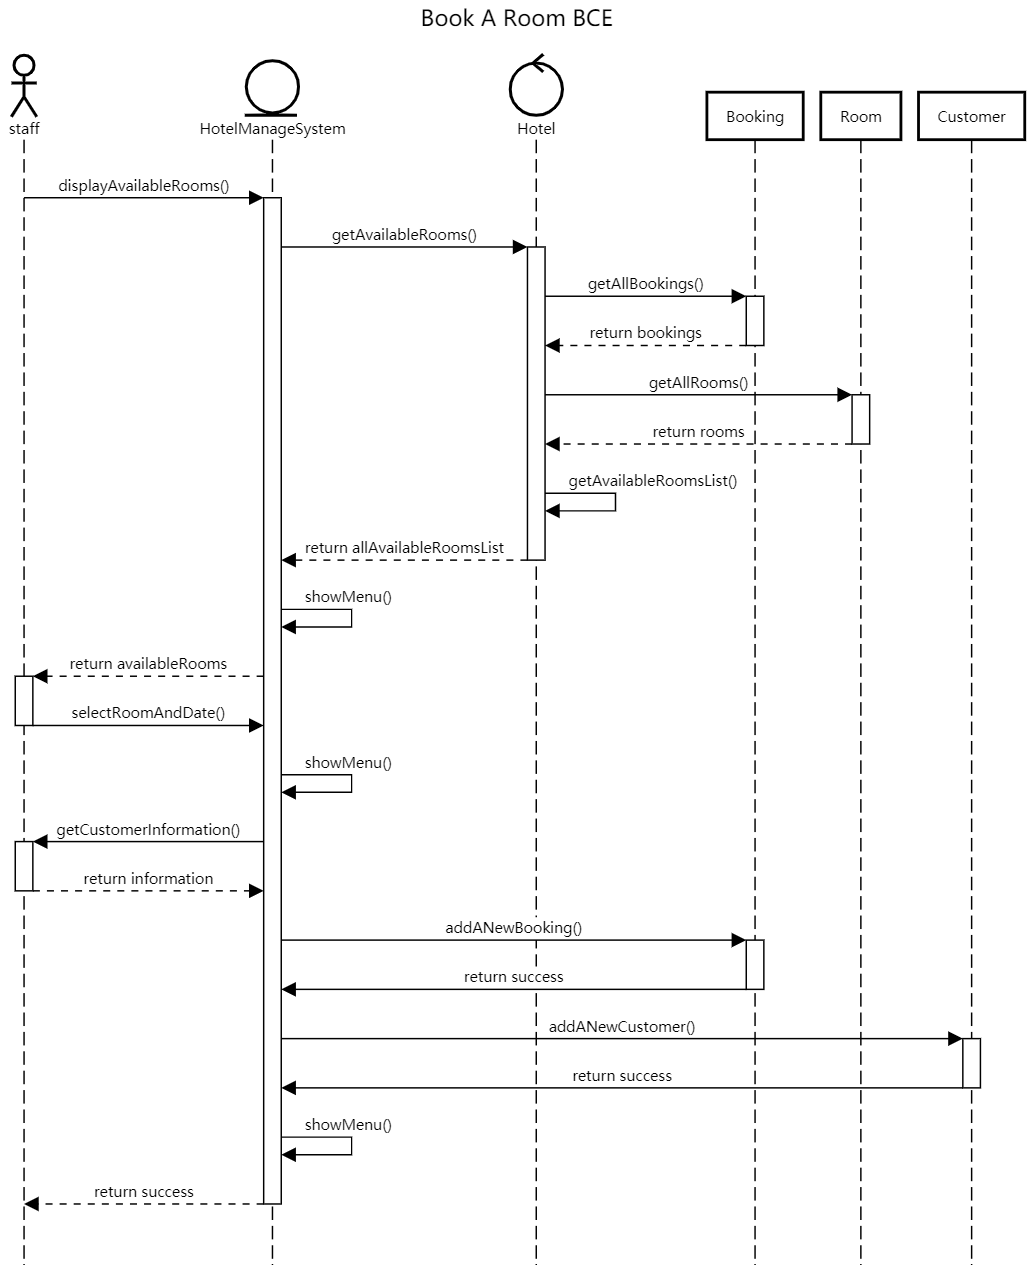 Book A Room BCE
staff
HotelManageSystem
Hotel
Booking
Room
Customer
displayAvailableRooms()
getAvailableRooms()
getAllBookings()
return bookings
getAllRooms()
return rooms
getAvailableRoomsList()
return allAvailableRoomsList
showMenu()
return availableRooms
selectRoomAndDate()
showMenu()
getCustomerInformation()
return information
addANewBooking()
return success
addANewCustomer()
return success
showMenu()
return success